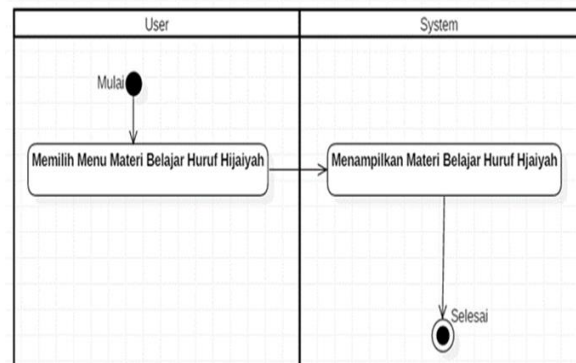 User
System
Mulai
Memilih Menu Materi Belajar Huruf Hijaiyah
Menampilkan Materi Belajar Huruf Hjaiyah
Selesai